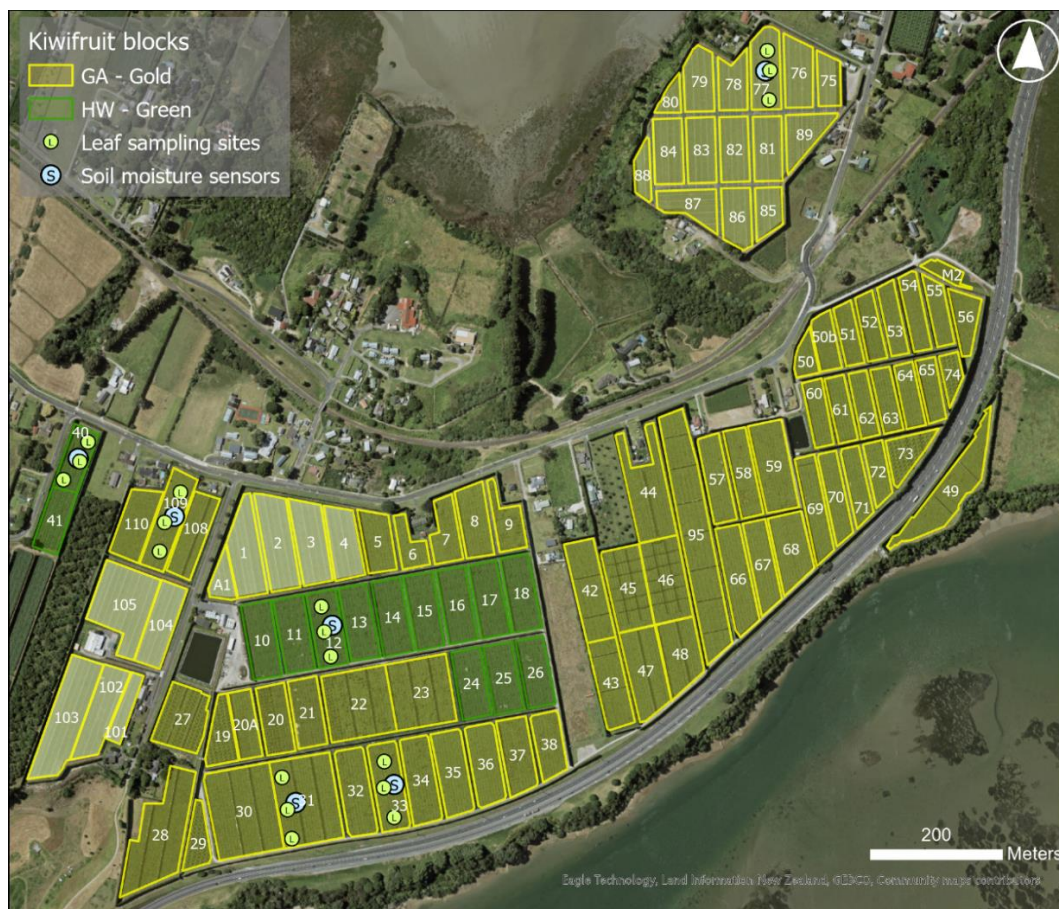 Kiwifruit blocks
GA - Gold
HW - Green
L Leaf sampling sites
S Soil moisture sensors
79 78 77 76 75
80
L
S L
L
84 83 82 81 89
88
87 86 85
M2
50 50b 51 52 53 54 55 56
60 61 62 63 64 65 74
57 58 59
69 70 71 72 73
49
44
95
42 45 46
66 67 68
43 47 48
40
L
S L
L
41
110 109 108
L
S
L
L
A1 1 2 3 4 5 6 7 8 9
105 104
10 11 12 13 14 15 16 17 18
L
S
L
L
103 102 101
27
19 20A 20 21 22 23 24 25 26
28 29
30 31 32 33 34 35 36 37 38
L
S
L
L
L
L
S
L
200
Meters
Eagle Technology, Land Information New Zealand, GEBCO, Community maps contributors